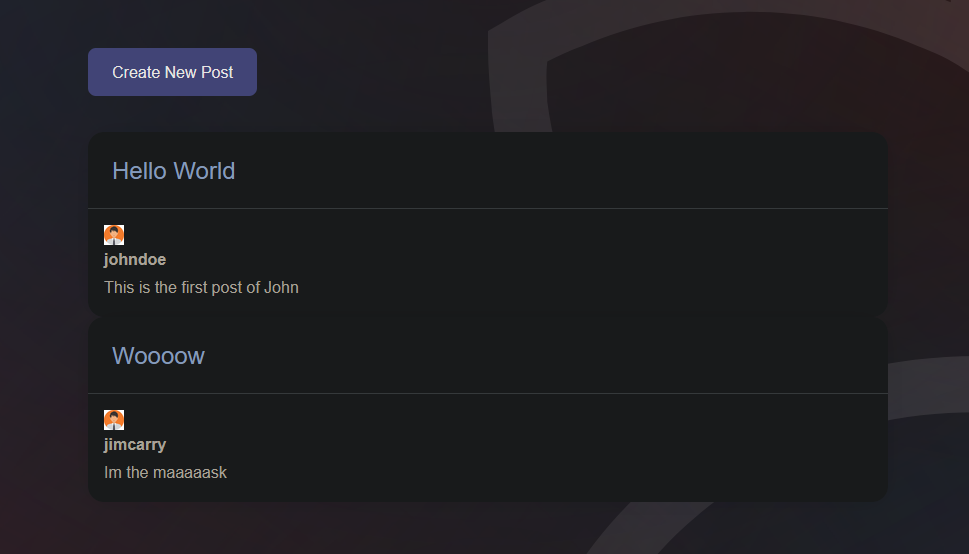 Create New Post
Hello World
johndoe
This is the first post of John
Woooow
jimcarry
Im the maaaaask